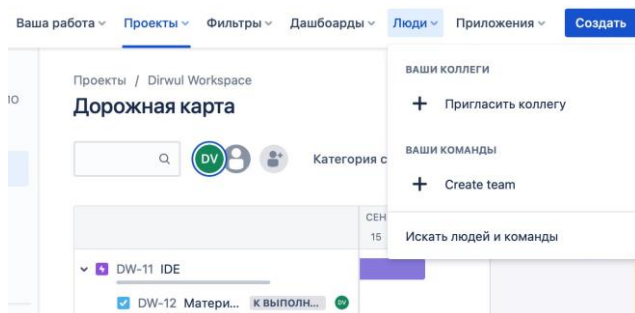 Ваша работа Проекты Фильтры Дашборды Люди Приложения Создать
Проекты / Dirwul Workspace
Дорожная карта
DV
Категория с
СЕН
15
DW-11 IDE
DW-12 Матери... К ВЫПОЛН... DV
ВАШИ КОЛЛЕГИ
+ Пригласить коллегу
ВАШИ КОМАНДЫ
+ Create team
Искать людей и команды